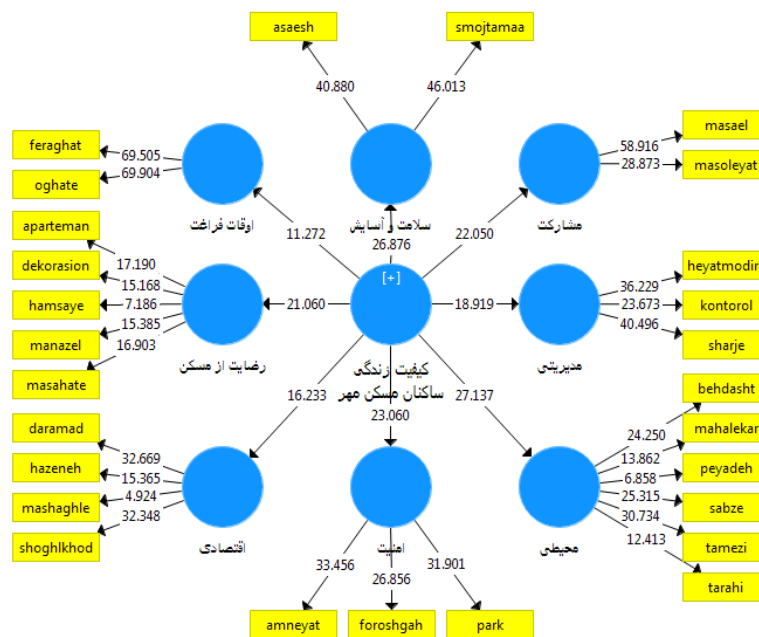 asaesh
smojtamaa
40.880
46.013
feraghat
oghate
69.505
69.904
masael
masoleyat
58.916
28.873
اوقات فراغت
سلامت و آسایش
مشارکت
11.272
26.876
22.050
aparteman
dekorasion
hamsaye
manazel
masahate
17.190
15.168
7.186
15.385
16.903
21.060
[+]
18.919
heyatmodir
kontorol
sharje
36.229
23.673
40.496
رضایت از مسکن
کیفیت زندگی
ساکنان مسکن مهر
مدیریتی
16.233
23.060
27.137
daramad
hazeneh
mashaghle
shoghlkhod
32.669
15.365
4.924
32.348
behdasht
mahalekar
peyadeh
sabze
tamezi
tarahi
24.250
13.862
6.858
25.315
30.734
12.413
اقتصادی
امنیت
محیطی
33.456
26.856
31.901
amneyat
foroshgah
park